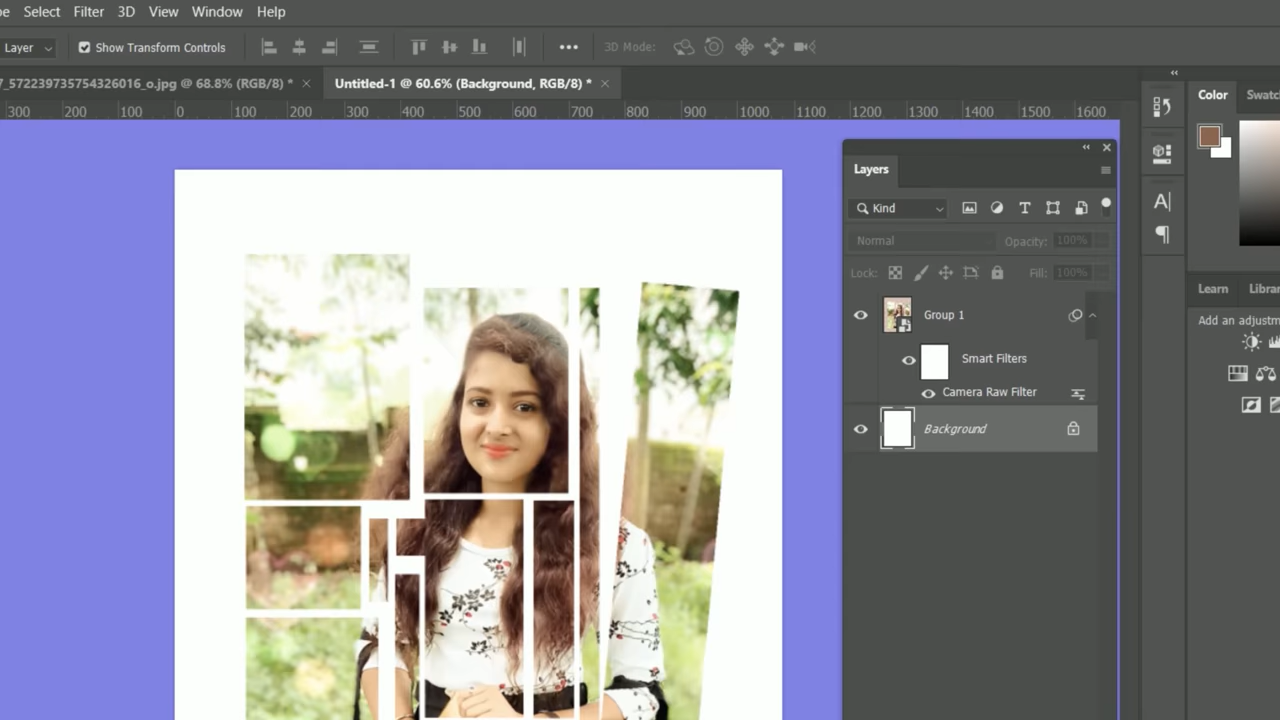 pe Select Filter 3D View Window Help
Layer Show Transform Controls 3D Mode:
7_572239735754326016_o.jpg @ 68.8% (RGB/8) * Untitled-1 @ 60.6% (Background, RGB/8) *
300 200 100 0 100 200 300 400 500 600 700 800 900 1000 1100 1200 1300 1400 1500 1600
Color Swatc
Layers
Kind
Normal Opacity: 100%
Lock: Fill: 100%
Learn Librar
Group 1
Add an adjustm
Smart Filters
Camera Raw Filter
Background